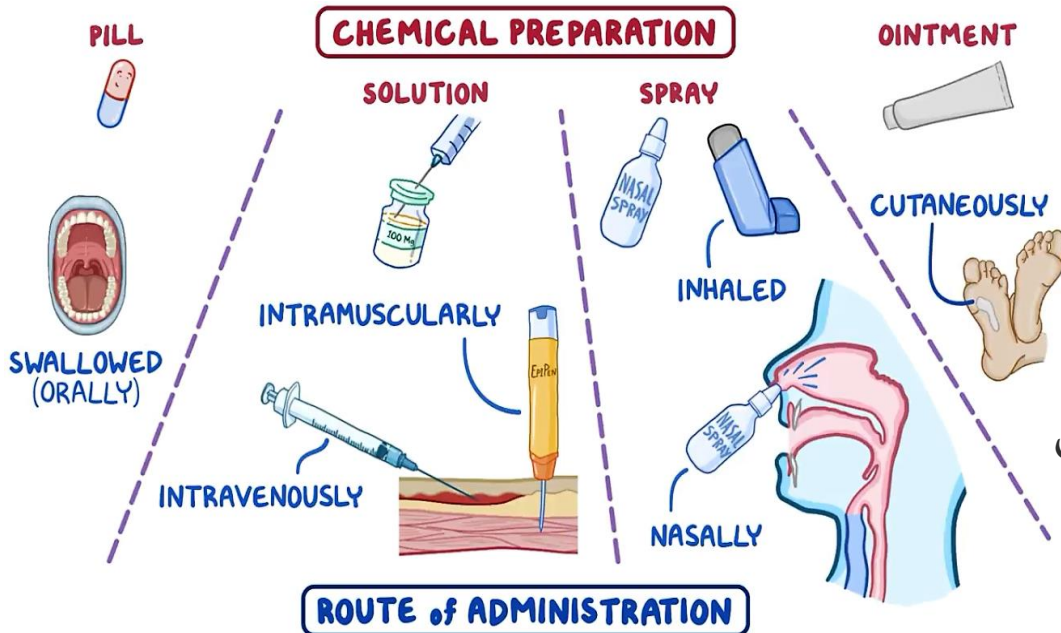 CHEMICAL PREPARATION
PILL
SOLUTION
SPRAY
OINTMENT
100 Mg
NASAL
SPRAY
INHALED
CUTANEOUSLY
SWALLOWED
(ORALLY)
INTRAMUSCULARLY
EPIPEN
INTRAVENOUSLY
NASAL
SPRAY
NASALLY
ROUTE of ADMINISTRATION